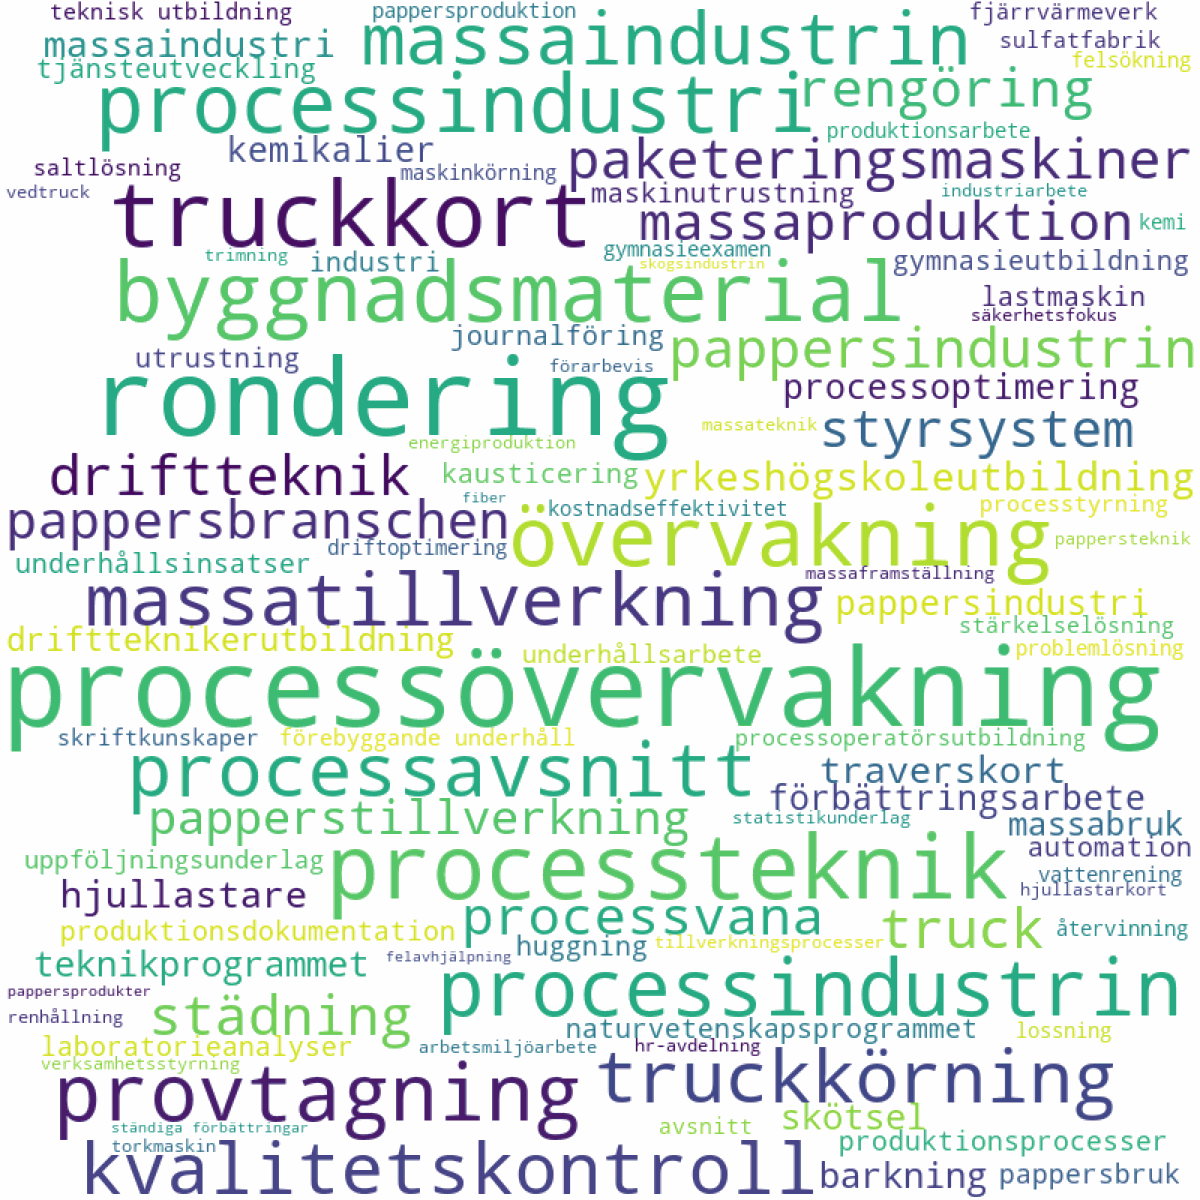 teknisk utbildning
pappersproduktion
fjärrvärmeverk
massaindustri
massaindustrin
sulfatfabrik
tjänsteutveckling
felsökning
processindustri
rengöring
produktionsarbete
kemikalier
paketeringsmaskiner
saltlösning
maskinkörning
vedtruck
truckkort
maskinutrustning
industriarbete
massaproduktion
kemi
trimning
industri
gymnasieexamen
skogsindustrin
gymnasieutbildning
byggnadsmaterial
lastmaskin
säkerhetsfokus
journalföring
utrustning
förarbevis
pappersindustrin
rondering
processoptimering
massateknik
styrsystem
energiproduktion
driftteknik
kausticering
yrkeshögskoleutbildning
fiber
kostnadseffektivitet
processtyrning
pappersbranschen
övervakning
driftoptimering
pappersteknik
underhållsinsatser
massaframställning
massatillverkning
pappersindustri
stärkelselösning
driftteknikerutbildning
underhållsarbete
problemlösning
processövervakning
skriftkunskaper
förebyggande underhåll
processoperatörsutbildning
processavsnitt
traverskort
förbättringsarbete
papperstillverkning
statistikunderlag
massabruk
uppföljningsunderlag
processteknik
automation
vattenrening
hjullastare
hjullastarkort
processvana
truck
produktionsdokumentation
huggning
tillverkningsprocesser
återvinning
teknikprogrammet
felavhjälpning
processindustrin
pappersprodukter
renhållning
städning
naturvetenskapsprogrammet
lossning
laboratorieanalyser
arbetsmiljöarbete
hr-avdelning
verksamhetsstyrning
provtagning
truckkörning
ständiga förbättringar
avsnitt
skötsel
torkmaskin
kvalitetskontroll
produktionsprocesser
barkning
pappersbruk